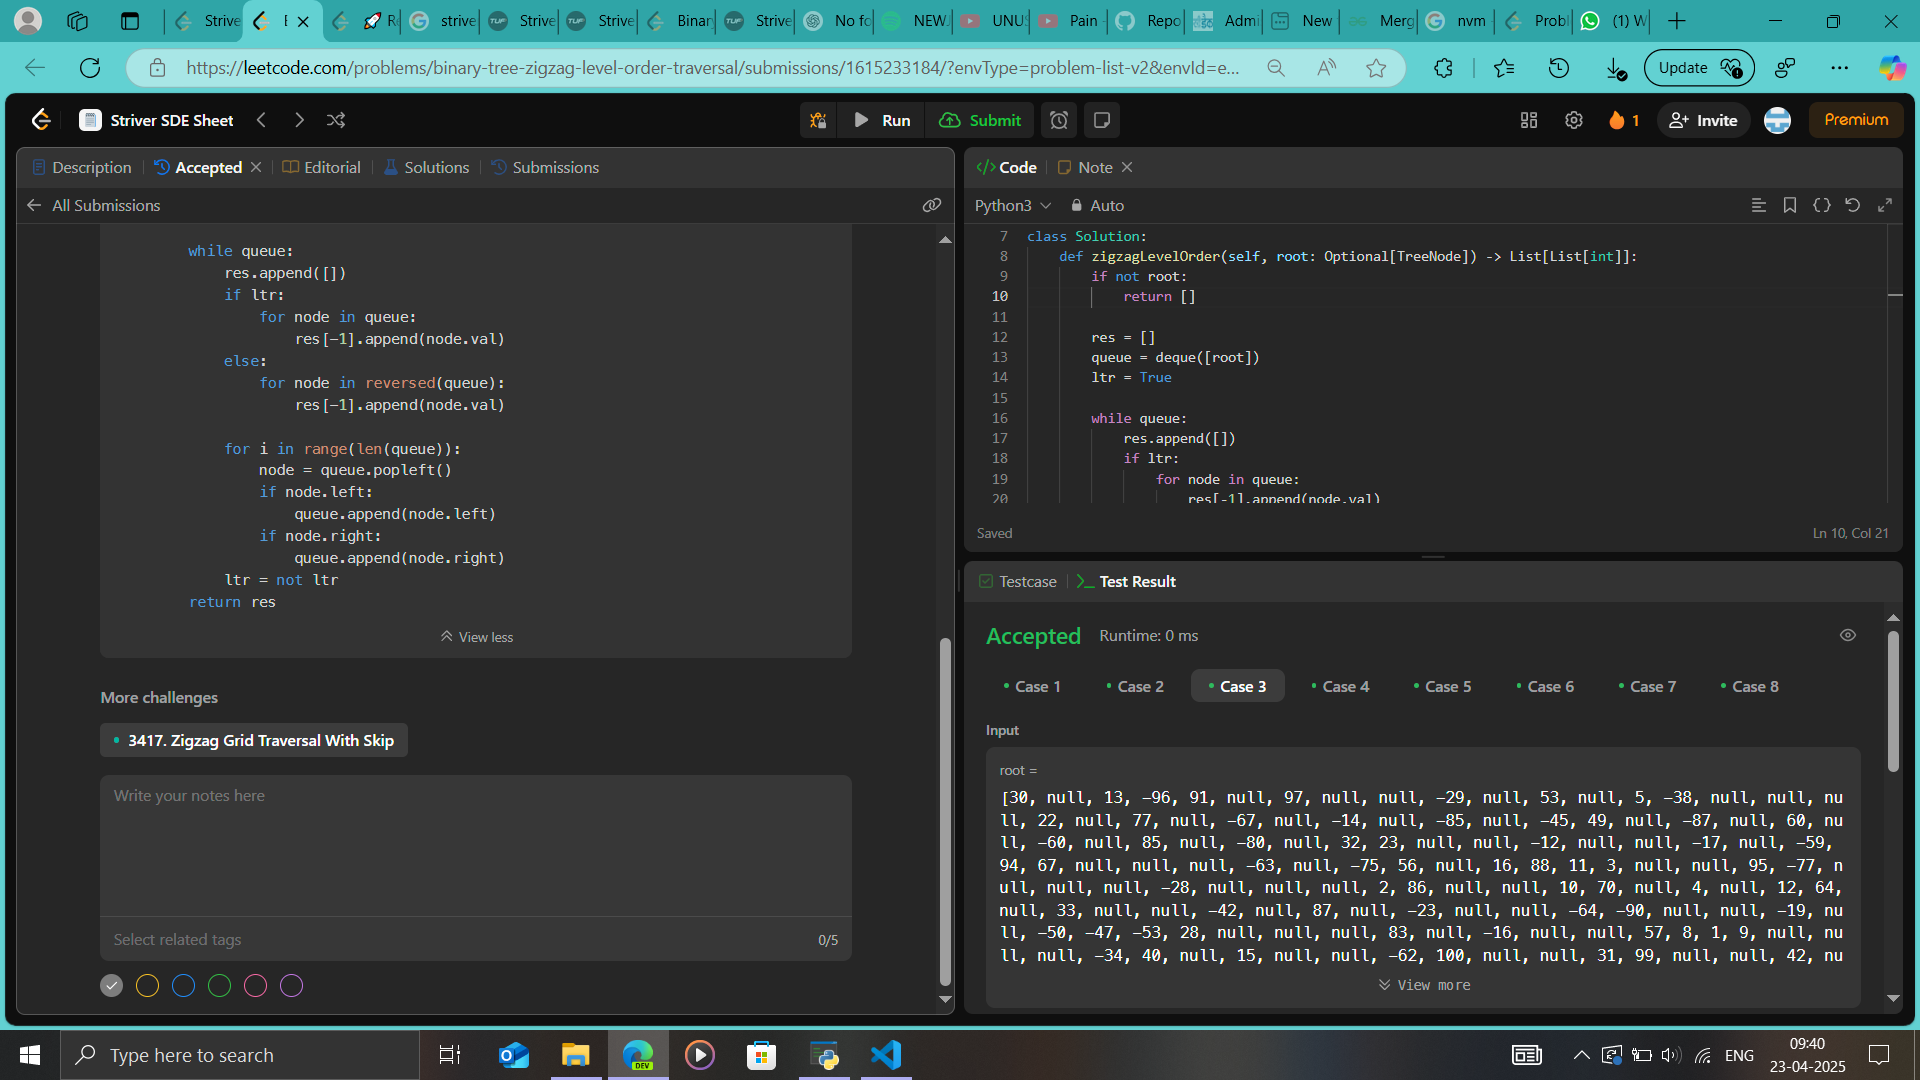 Strive
E
Re
strive
Strive
Strive
Binar
Strive
No fo
NEWJ
UNU
Pain
Repo
Admi
New
Merg
nvm
Probl
(1) W
https://leetcode.com/problems/binary-tree-zigzag-level-order-traversal/submissions/1615233184/?envType=problem-list-v2&envId=e...
Update
Striver SDE Sheet
Run
Submit
1
Invite
Premium
Description
Accepted
Editorial
Solutions
Submissions
All Submissions
while queue:
res.append([])
if ltr:
for node in queue:
res[-1].append(node.val)
else:
for node in reversed(queue):
res[-1].append(node.val)
for i in range(len(queue)):
node = queue.popleft()
if node.left:
queue.append(node.left)
if node.right:
queue.append(node.right)
ltr = not ltr
return res
View less
More challenges
3417. Zigzag Grid Traversal With Skip
Write your notes here
Select related tags
0/5
</> Code
Note
Python3
Auto
7 class Solution:
8 def zigzagLevelOrder(self, root: Optional[TreeNode]) -> List[List[int]]:
9 if not root:
10 return []
11
12 res = []
13 queue = deque([root])
14 ltr = True
15
16 while queue:
17 res.append([])
18 if ltr:
19 for node in queue:
20 res[-1].append(node.val)
Saved
Ln 10, Col 21
Testcase
Test Result
Accepted
Runtime: 0 ms
Case 1
Case 2
Case 3
Case 4
Case 5
Case 6
Case 7
Case 8
Input
root =
[30, null, 13, -96, 91, null, 97, null, null, -29, null, 53, null, 5, -38, null, null, nu
ll, 22, null, 77, null, -67, null, -14, null, -85, null, -45, 49, null, -87, null, 60, nu
ll, -60, null, 85, null, -80, null, 32, 23, null, null, -12, null, null, -17, null, -59,
94, 67, null, null, null, -63, null, -75, 56, null, 16, 88, 11, 3, null, null, 95, -77, n
ull, null, null, -28, null, null, null, 2, 86, null, null, 10, 70, null, 4, null, 12, 64,
null, 33, null, null, -42, null, 87, null, -23, null, null, -64, -90, null, null, -19, nu
ll, -50, -47, -53, 28, null, null, null, 83, null, -16, null, null, 57, 8, 1, 9, null, nu
ll, null, -34, 40, null, 15, null, null, -62, 100, null, null, 31, 99, null, null, 42, nu
View more
Type here to search
DEV
ENG
09:40
23-04-2025